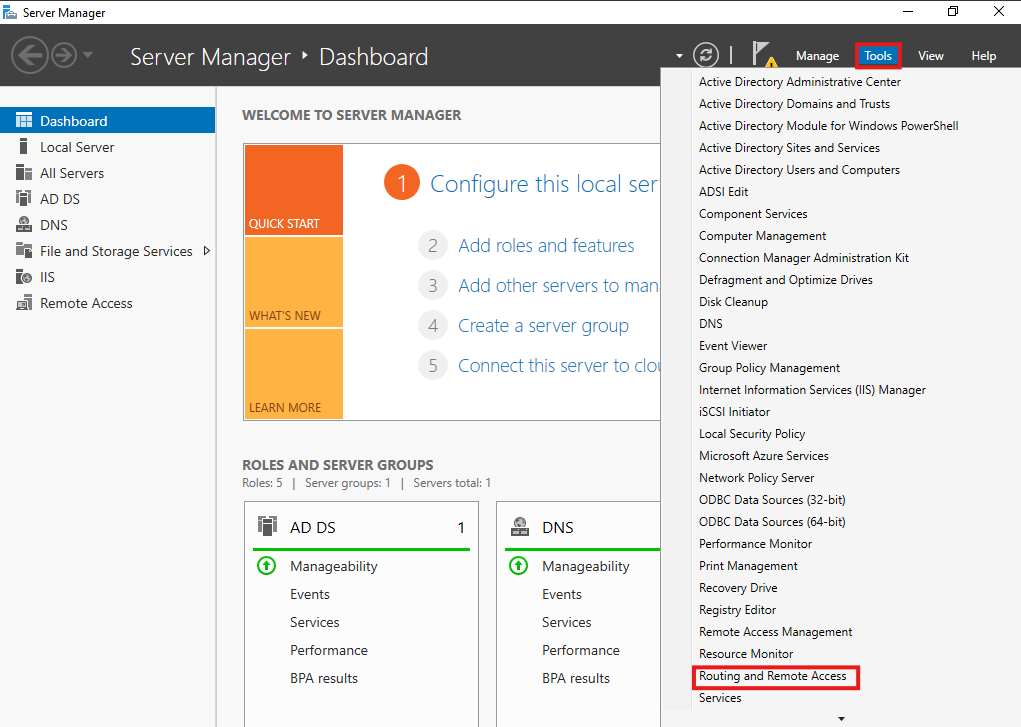 Server Manager
Server Manager ‣ Dashboard
Manage
Tools
View
Help
Dashboard
Local Server
All Servers
AD DS
DNS
File and Storage Services
IIS
Remote Access
WELCOME TO SERVER MANAGER
QUICK START
WHAT'S NEW
LEARN MORE
1 Configure this local ser
2 Add roles and features
3 Add other servers to man
4 Create a server group
5 Connect this server to clou
ROLES AND SERVER GROUPS
Roles: 5 | Server groups: 1 | Servers total: 1
AD DS 1
Manageability
Events
Services
Performance
BPA results
DNS
Manageability
Events
Services
Performance
BPA results
Active Directory Administrative Center
Active Directory Domains and Trusts
Active Directory Module for Windows PowerShell
Active Directory Sites and Services
Active Directory Users and Computers
ADSI Edit
Component Services
Computer Management
Connection Manager Administration Kit
Defragment and Optimize Drives
Disk Cleanup
DNS
Event Viewer
Group Policy Management
Internet Information Services (IIS) Manager
iSCSI Initiator
Local Security Policy
Microsoft Azure Services
Network Policy Server
ODBC Data Sources (32-bit)
ODBC Data Sources (64-bit)
Performance Monitor
Print Management
Recovery Drive
Registry Editor
Remote Access Management
Resource Monitor
Routing and Remote Access
Services